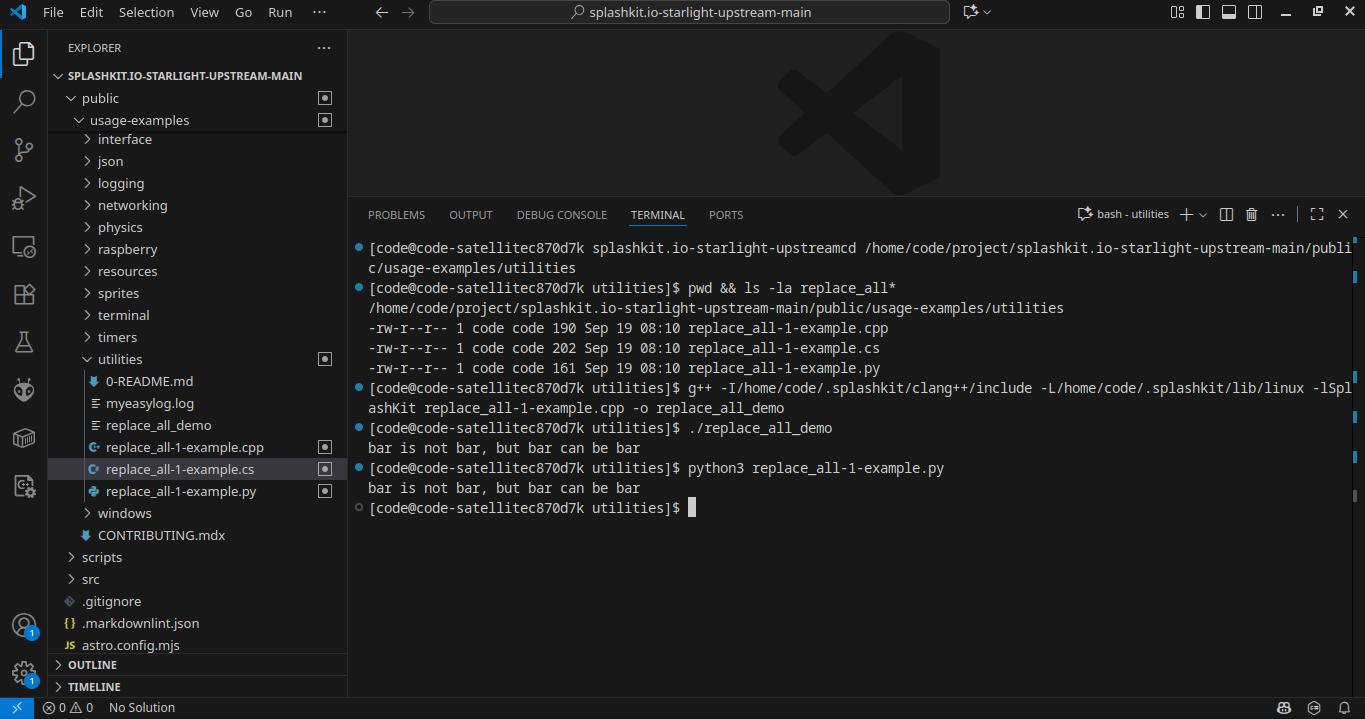 File Edit Selection View Go Run ···
splashkit.io-starlight-upstream-main
EXPLORER
SPLASHKIT.IO-STARLIGHT-UPSTREAM-MAIN
public
usage-examples
interface
json
logging
networking
physics
raspberry
resources
sprites
terminal
timers
utilities
0-README.md
myeasylog.log
replace_all_demo
replace_all-1-example.cpp
replace_all-1-example.cs
replace_all-1-example.py
windows
CONTRIBUTING.mdx
scripts
src
.gitignore
{} .markdownlint.json
JS astro.config.mjs
OUTLINE
TIMELINE
1
1
PROBLEMS OUTPUT DEBUG CONSOLE TERMINAL PORTS
bash - utilities
[code@code-satellitec870d7k splashkit.io-starlight-upstreamcd /home/code/project/splashkit.io-starlight-upstream-main/publi
c/usage-examples/utilities
[code@code-satellitec870d7k utilities]$ pwd && ls -la replace_all*
/home/code/project/splashkit.io-starlight-upstream-main/public/usage-examples/utilities
-rw-r--r-- 1 code code 190 Sep 19 08:10 replace_all-1-example.cpp
-rw-r--r-- 1 code code 202 Sep 19 08:10 replace_all-1-example.cs
-rw-r--r-- 1 code code 161 Sep 19 08:10 replace_all-1-example.py
[code@code-satellitec870d7k utilities]$ g++ -I/home/code/.splashkit/clang++/include -L/home/code/.splashkit/lib/linux -lSpl
ashKit replace_all-1-example.cpp -o replace_all_demo
[code@code-satellitec870d7k utilities]$ ./replace_all_demo
bar is not bar, but bar can be bar
[code@code-satellitec870d7k utilities]$ python3 replace_all-1-example.py
bar is not bar, but bar can be bar
[code@code-satellitec870d7k utilities]$
0 0 No Solution